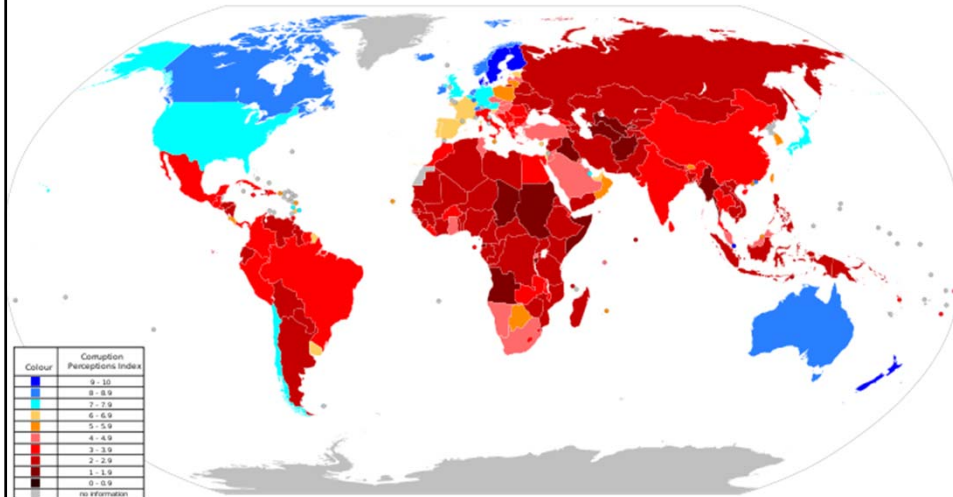 Colour Corruption Perceptions Index
9 - 10
8 - 8.9
7 - 7.9
6 - 6.9
5 - 5.9
4 - 4.9
3 - 3.9
2 - 2.9
1 - 1.9
0 - 0.9
no information